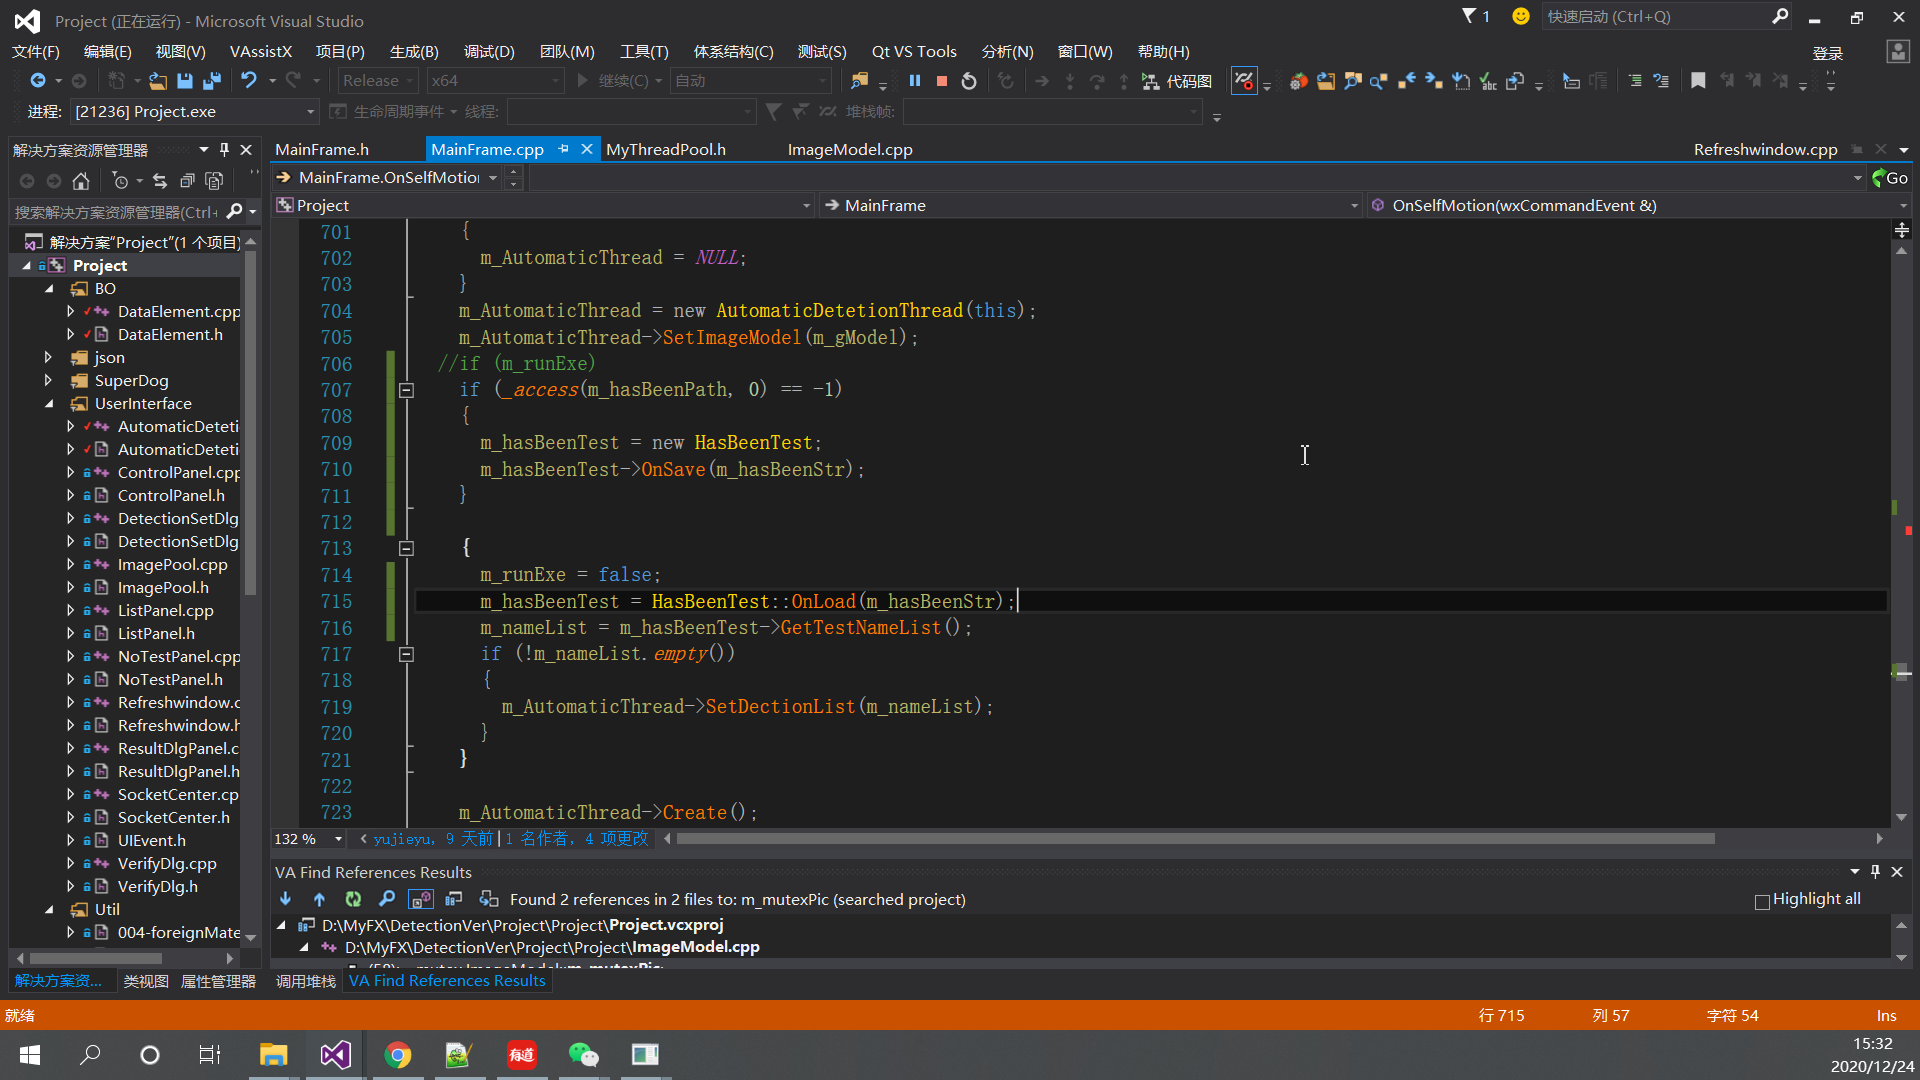 Project (正在运行) - Microsoft Visual Studio
1
快速启动 (Ctrl+Q)
文件(F) 编辑(E) 视图(V) VAssistX 项目(P) 生成(B) 调试(D) 团队(M) 工具(T) 体系结构(C) 测试(S) Qt VS Tools 分析(N) 窗口(W) 帮助(H) 登录
Release x64 继续(C) 自动 代码图
进程: [21236] Project.exe 生命周期事件 线程: 堆栈帧:
解决方案资源管理器
MainFrame.h MainFrame.cpp MyThreadPool.h ImageModel.cpp Refreshwindow.cpp
MainFrame.OnSelfMotion Go
搜索解决方案资源管理器(Ctrl+
Project MainFrame OnSelfMotion(wxCommandEvent &)
解决方案"Project"(1 个项目)
Project
BO
DataElement.cpp
DataElement.h
json
SuperDog
UserInterface
AutomaticDeteti
AutomaticDeteti
ControlPanel.cpp
ControlPanel.h
DetectionSetDlg
DetectionSetDlg
ImagePool.cpp
ImagePool.h
ListPanel.cpp
ListPanel.h
NoTestPanel.cpp
NoTestPanel.h
Refreshwindow.c
Refreshwindow.h
ResultDlgPanel.c
ResultDlgPanel.h
SocketCenter.cp
SocketCenter.h
UIEvent.h
VerifyDlg.cpp
VerifyDlg.h
Util
004-foreignMate
701 {
702 m_AutomaticThread = NULL;
703 }
704 m_AutomaticThread = new AutomaticDetetionThread(this);
705 m_AutomaticThread->SetImageModel(m_gModel);
706 //if (m_runExe)
707 if (_access(m_hasBeenPath, 0) == -1)
708 {
709 m_hasBeenTest = new HasBeenTest;
710 m_hasBeenTest->OnSave(m_hasBeenStr);
711 }
712
713 {
714 m_runExe = false;
715 m_hasBeenTest = HasBeenTest::OnLoad(m_hasBeenStr);
716 m_nameList = m_hasBeenTest->GetTestNameList();
717 if (!m_nameList.empty())
718 {
719 m_AutomaticThread->SetDectionList(m_nameList);
720 }
721 }
722
723 m_AutomaticThread->Create();
132 % yujieyu, 9 天前 | 1 名作者, 4 项更改
VA Find References Results
Found 2 references in 2 files to: m_mutexPic (searched project) Highlight all
D:\MyFX\DetectionVer\Project\Project\Project.vcxproj
D:\MyFX\DetectionVer\Project\Project\ImageModel.cpp
解决方案资... 类视图 属性管理器 调用堆栈 VA Find References Results
就绪 行 715 列 57 字符 54 Ins
有道
15:32
2020/12/24